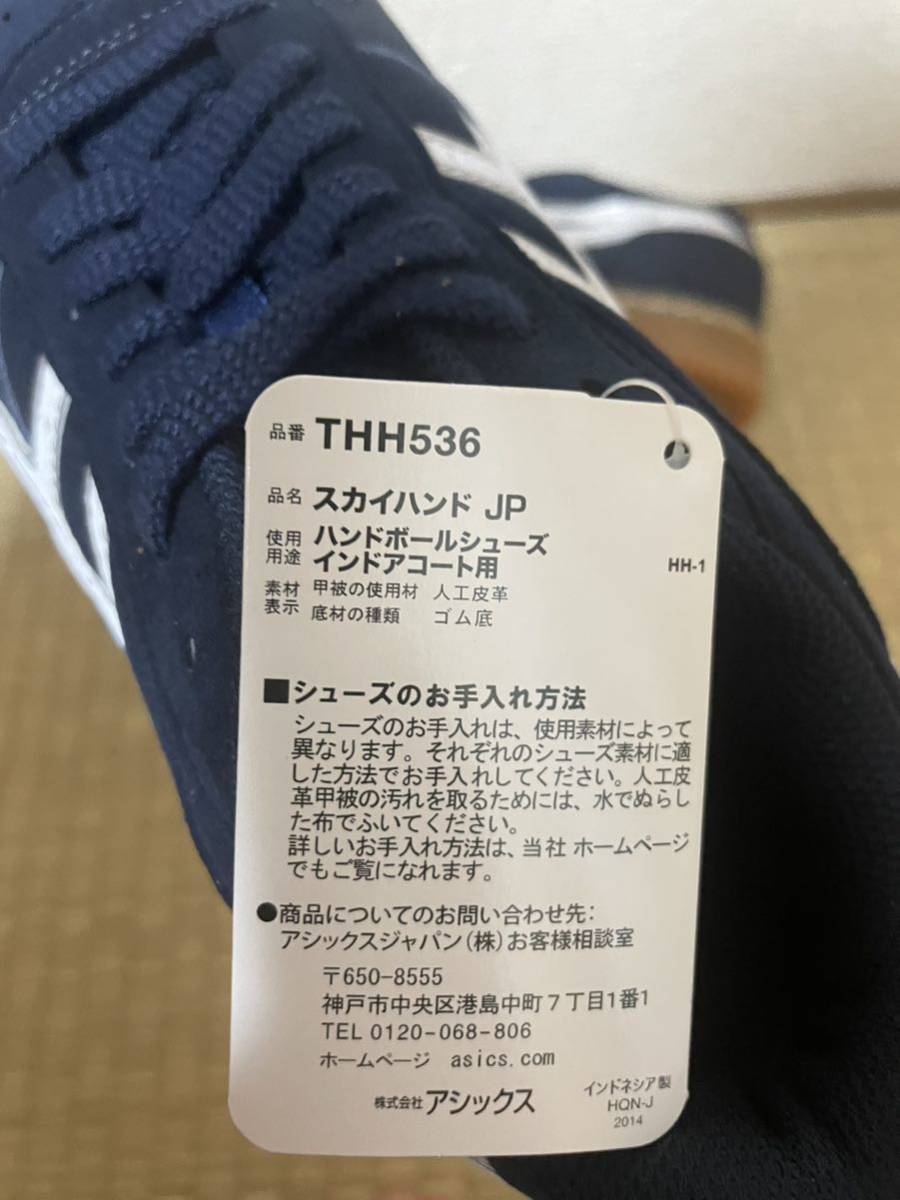 品番 THH536
品名 スカイハンド JP
使用用途 ハンドボールシューズ
インドアコート用
HH-1
素材表示 甲被の使用材 人工皮革
底材の種類 ゴム底
■シューズのお手入れ方法
シューズのお手入れは、使用素材によって
異なります。それぞれのシューズ素材に適
した方法でお手入れしてください。人工皮
革甲被の汚れを取るためには、水でぬらし
た布でふいてください。
詳しいお手入れ方法は、当社 ホームページ
でもご覧になれます。
●商品についてのお問い合わせ先:
アシックスジャパン(株)お客様相談室
〒650-8555
神戸市中央区港島中町7丁目1番1
TEL 0120-068-806
ホームページ asics.com
株式会社 アシックス
インドネシア製
HQN-J
2014